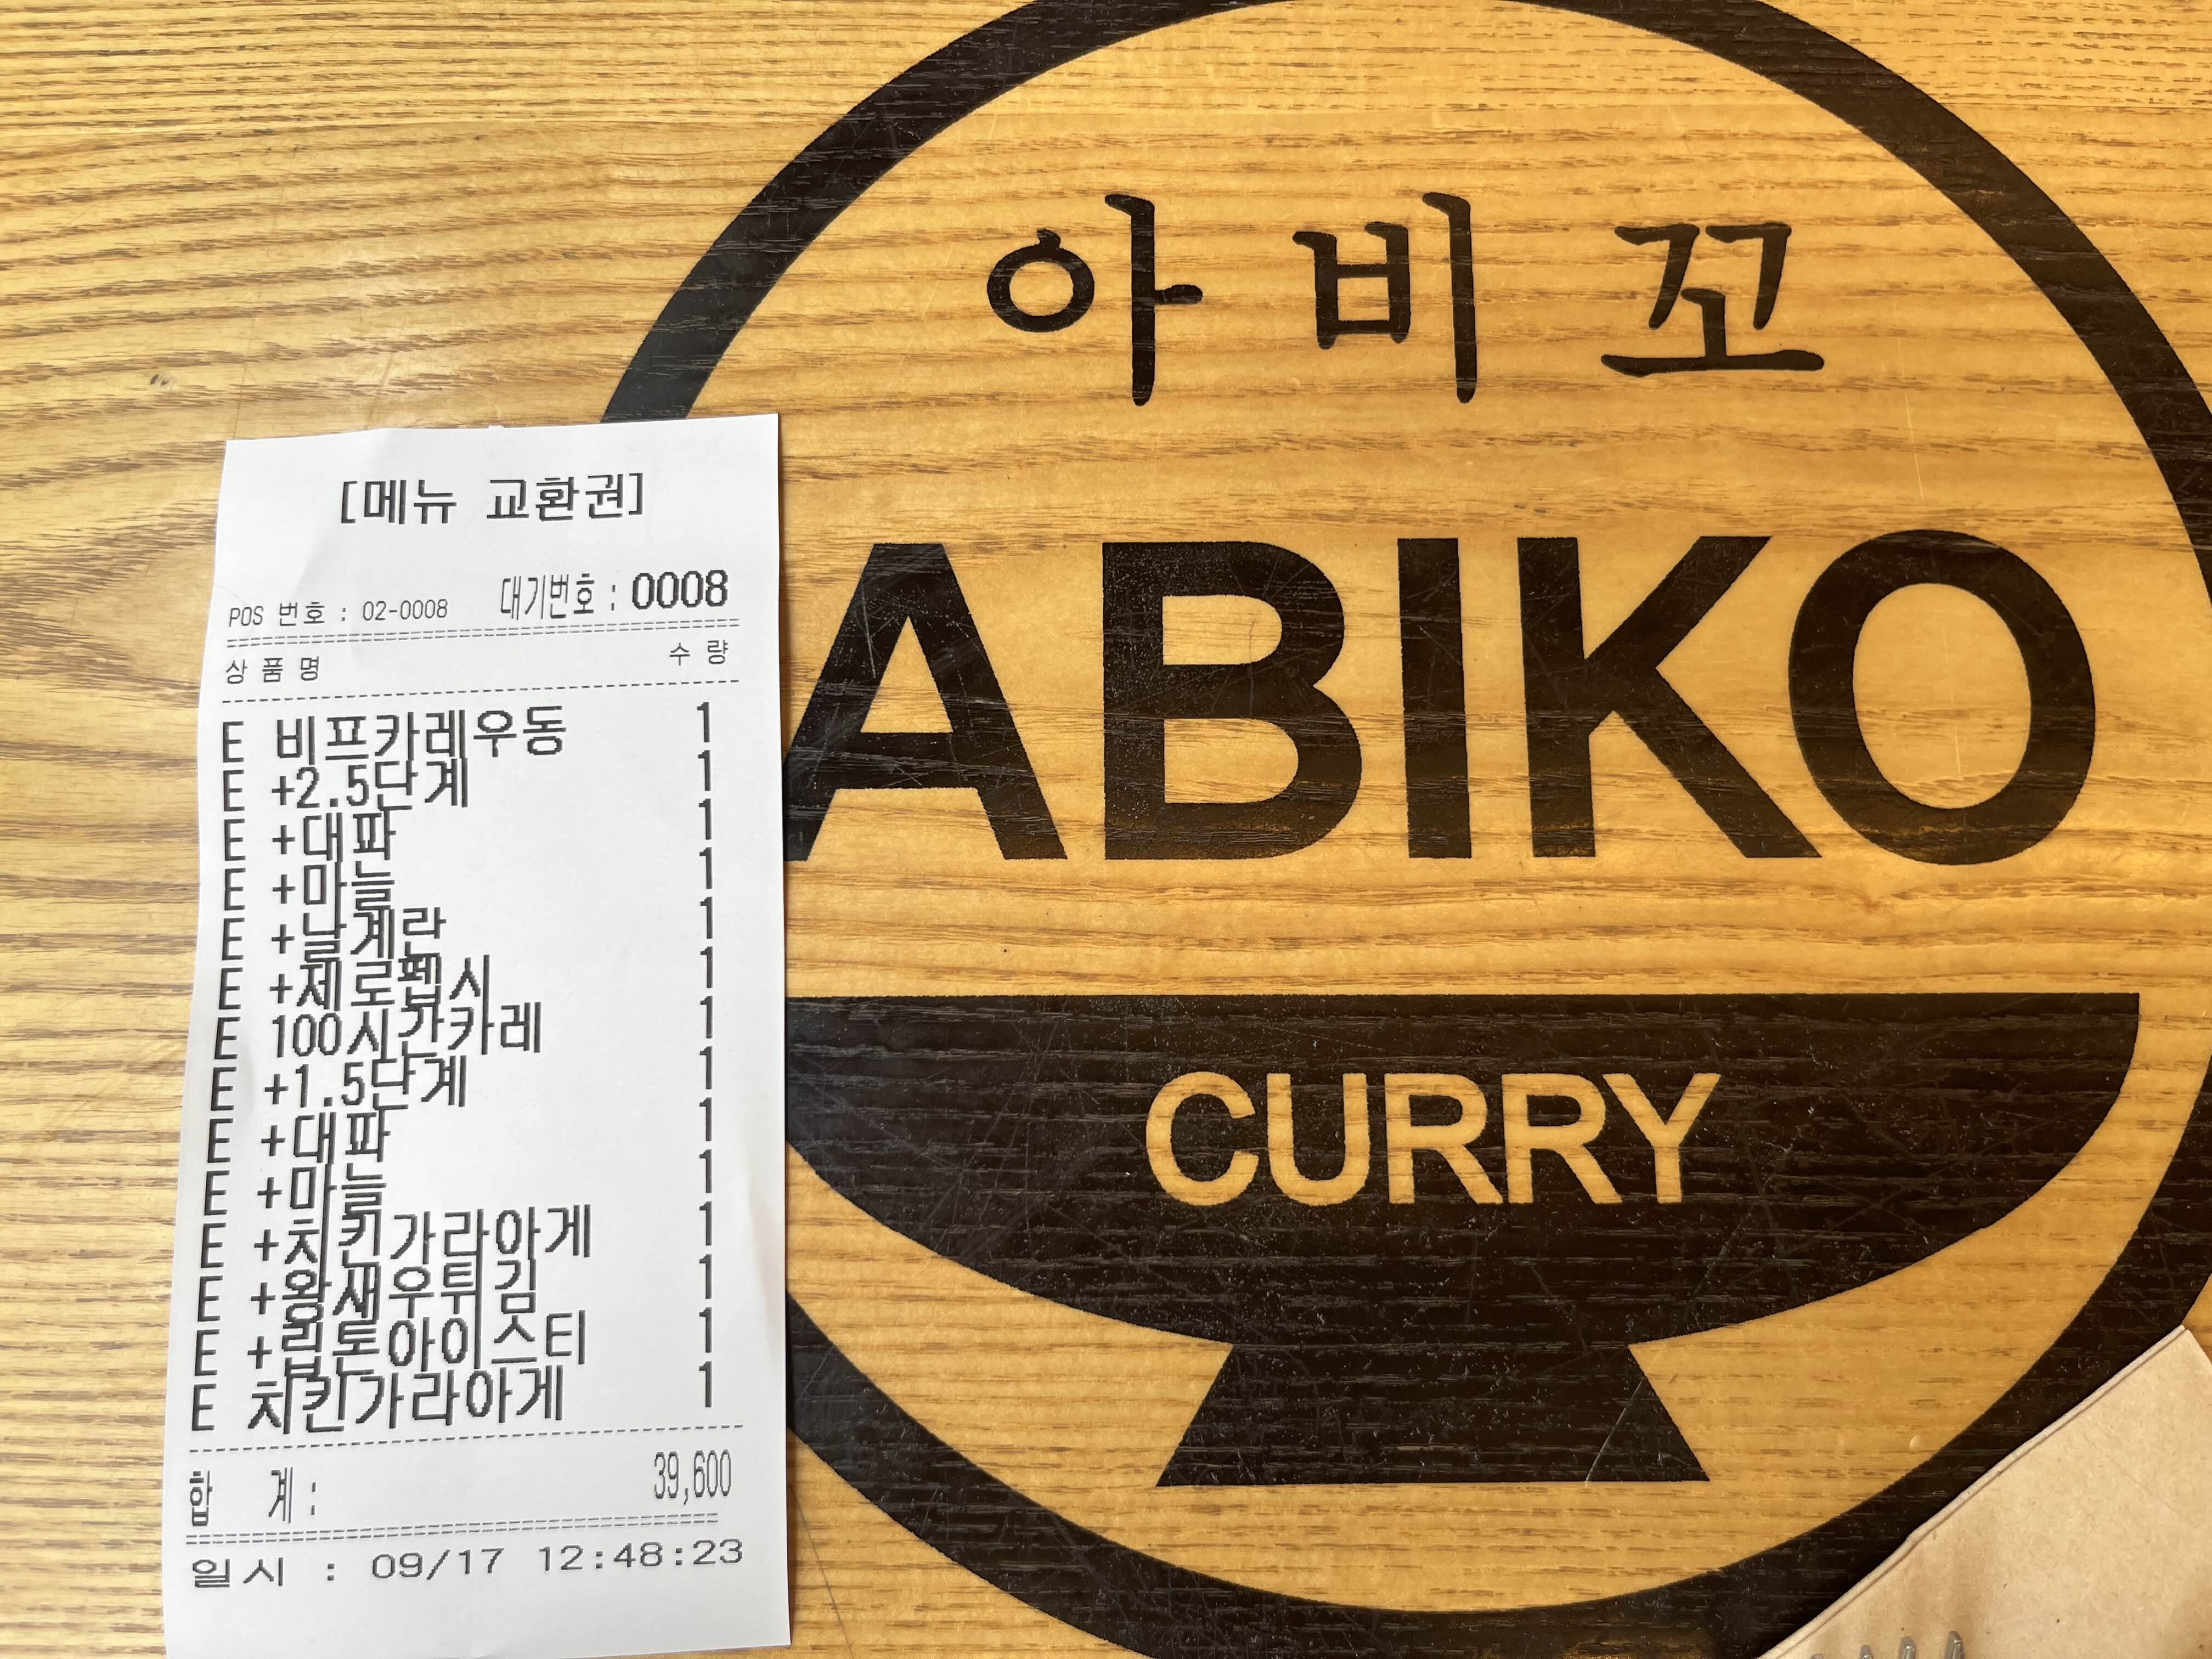 [메뉴 교환권]
POS 번호 : 02-0008 대기번호 : 0008
상 품 명 수 량
E 비프카레우동 1
E +2.5단계 1
E +대파 1
E +마늘 1
E +날계란 1
E +제로펩시 1
E 100시간카레 1
E +1.5단계 1
E +대파 1
E +마늘 1
E +치킨가라아게 1
E +왕새우튀김 1
E +립톤아이스티 1
E 치킨가라아게 1
합 계 : 39,600
일시 : 09/17 12:48:23
아비꼬
ABIKO
CURRY